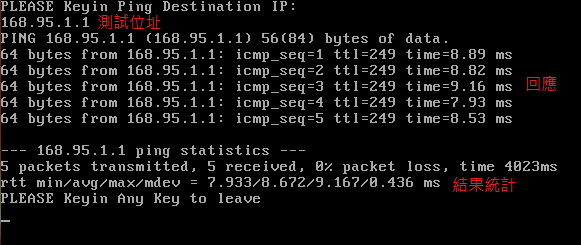 PLEASE Keyin Ping Destination IP:
168.95.1.1 測試位址
PING 168.95.1.1 (168.95.1.1) 56(84) bytes of data.
64 bytes from 168.95.1.1: icmp_seq=1 ttl=249 time=8.89 ms
64 bytes from 168.95.1.1: icmp_seq=2 ttl=249 time=8.82 ms
64 bytes from 168.95.1.1: icmp_seq=3 ttl=249 time=9.16 ms 回應
64 bytes from 168.95.1.1: icmp_seq=4 ttl=249 time=7.93 ms
64 bytes from 168.95.1.1: icmp_seq=5 ttl=249 time=8.53 ms
--- 168.95.1.1 ping statistics ---
5 packets transmitted, 5 received, 0% packet loss, time 4023ms
rtt min/avg/max/mdev = 7.933/8.672/9.167/0.436 ms 結果統計
PLEASE Keyin Any Key to leave